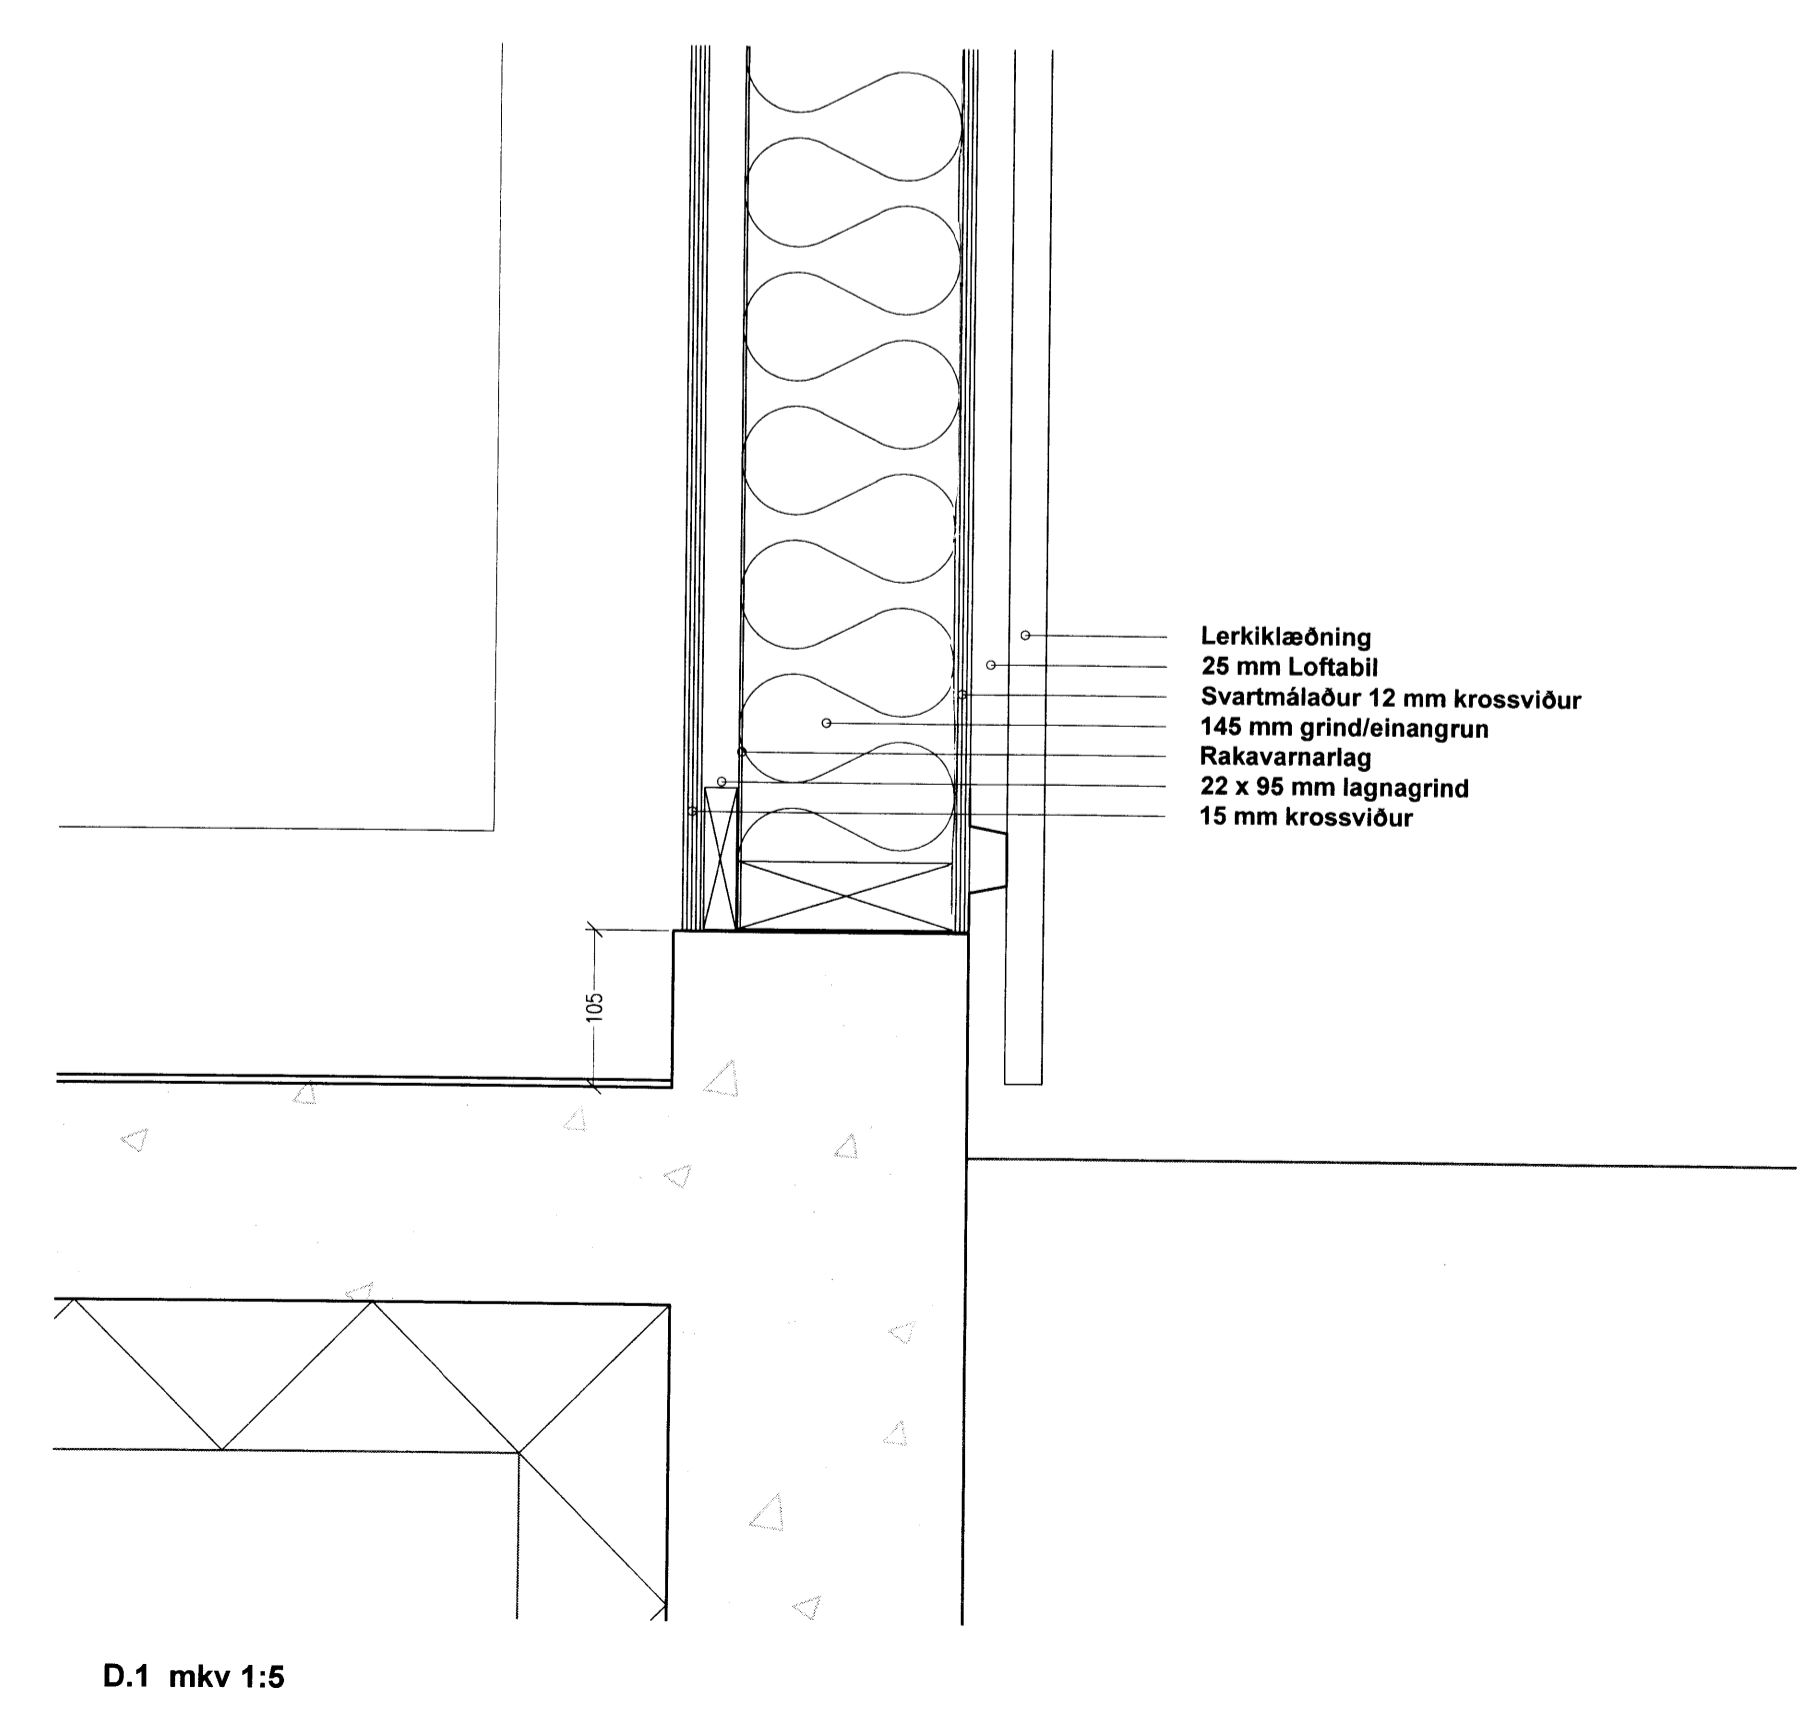 Lerkiklæðning
25 mm Loftabil
Svartmálaður 12 mm krossviður
145 mm grind/einangrun
Rakavarnarlag
22 x 95 mm lagnagrind
15 mm krossviður
105
D.1 mkv 1:5